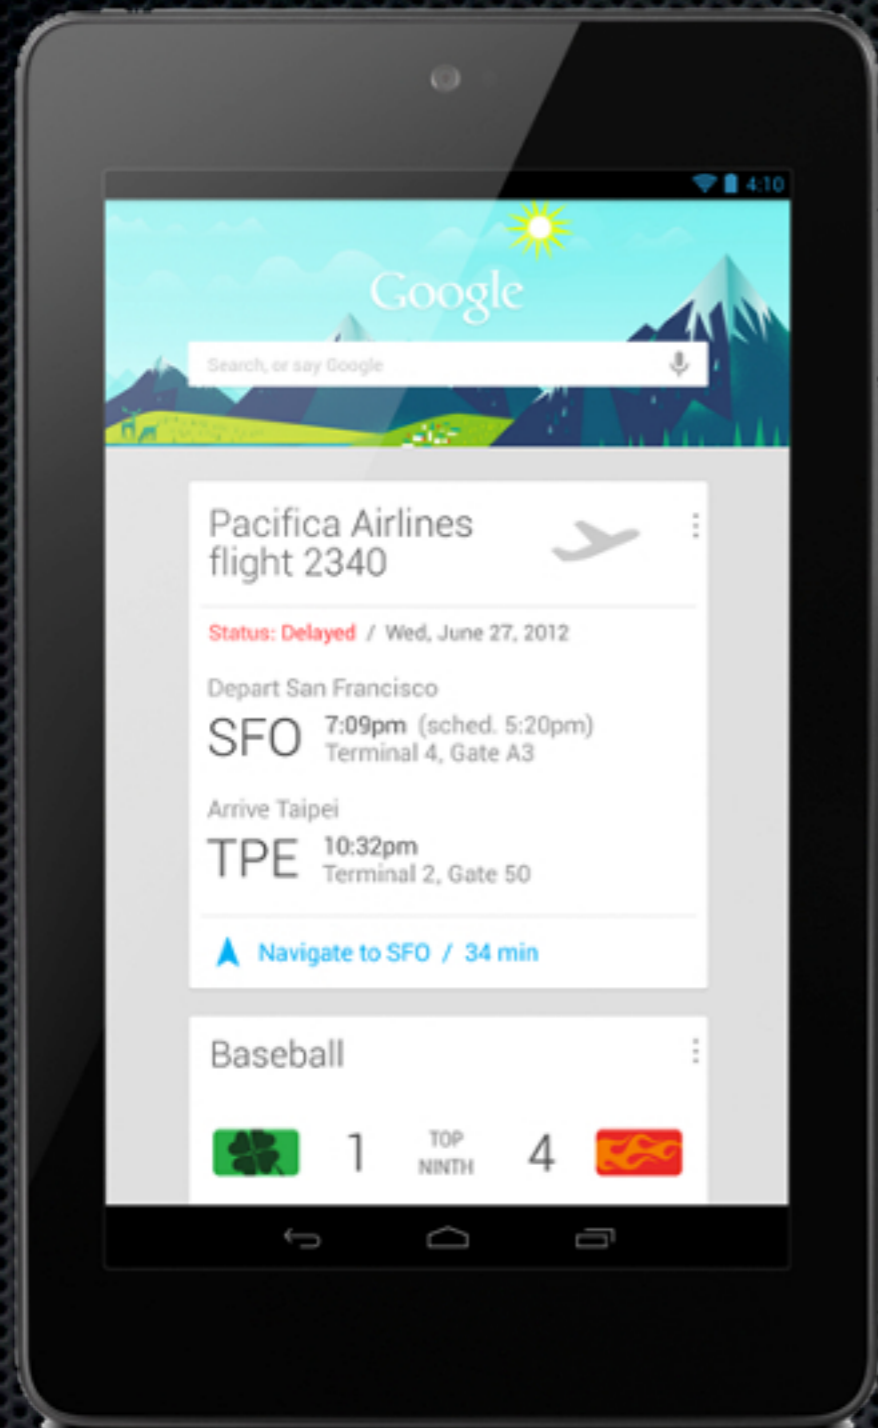 4:10
Google
Search, or say Google
Pacifica Airlines
flight 2340
Status: Delayed / Wed, June 27, 2012
Depart San Francisco
SFO 7:09pm (sched. 5:20pm)
Terminal 4, Gate A3
Arrive Taipei
TPE 10:32pm
Terminal 2, Gate 50
Navigate to SFO / 34 min
Baseball
1 TOP NINTH 4